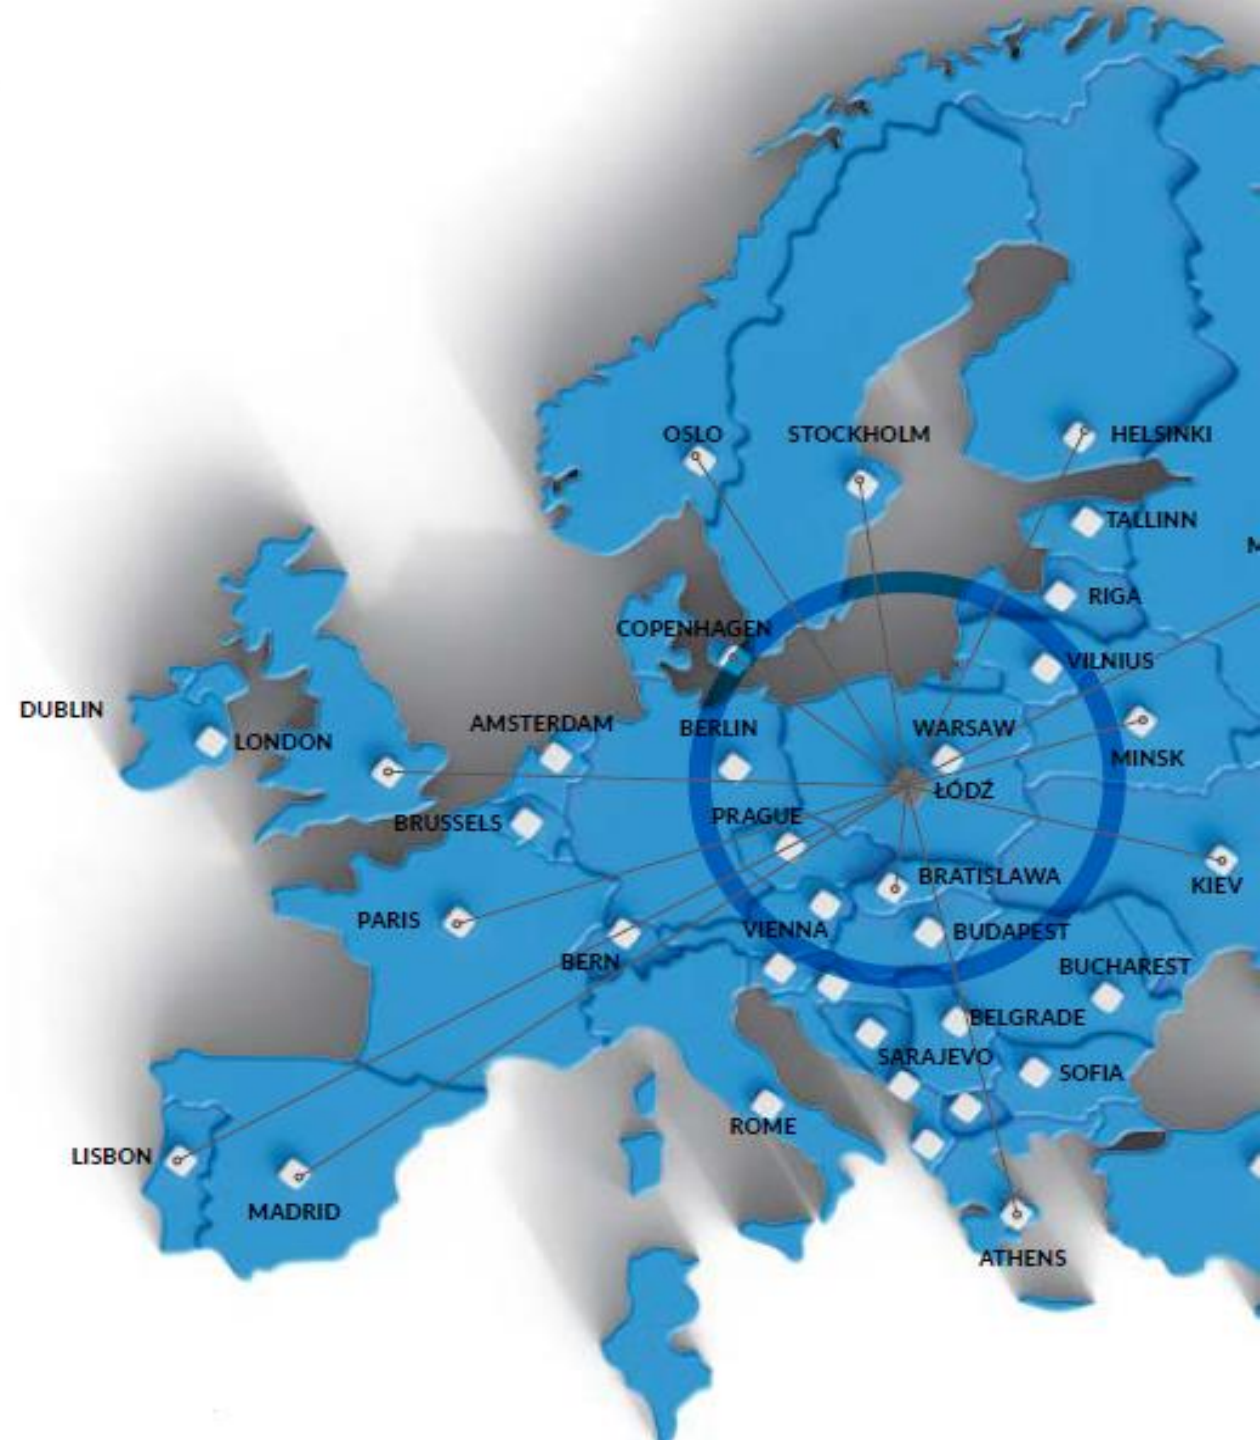 OSLO
STOCKHOLM
HELSINKI
TALLINN
RIGA
COPENHAGEN
VILNIUS
DUBLIN
LONDON
AMSTERDAM
BERLIN
WARSAW
MINSK
ŁÓDŹ
BRUSSELS
PRAGUE
BRATISLAWA
KIEV
PARIS
VIENNA
BUDAPEST
BERN
BUCHAREST
BELGRADE
SARAJEVO
SOFIA
ROME
LISBON
MADRID
ATHENS